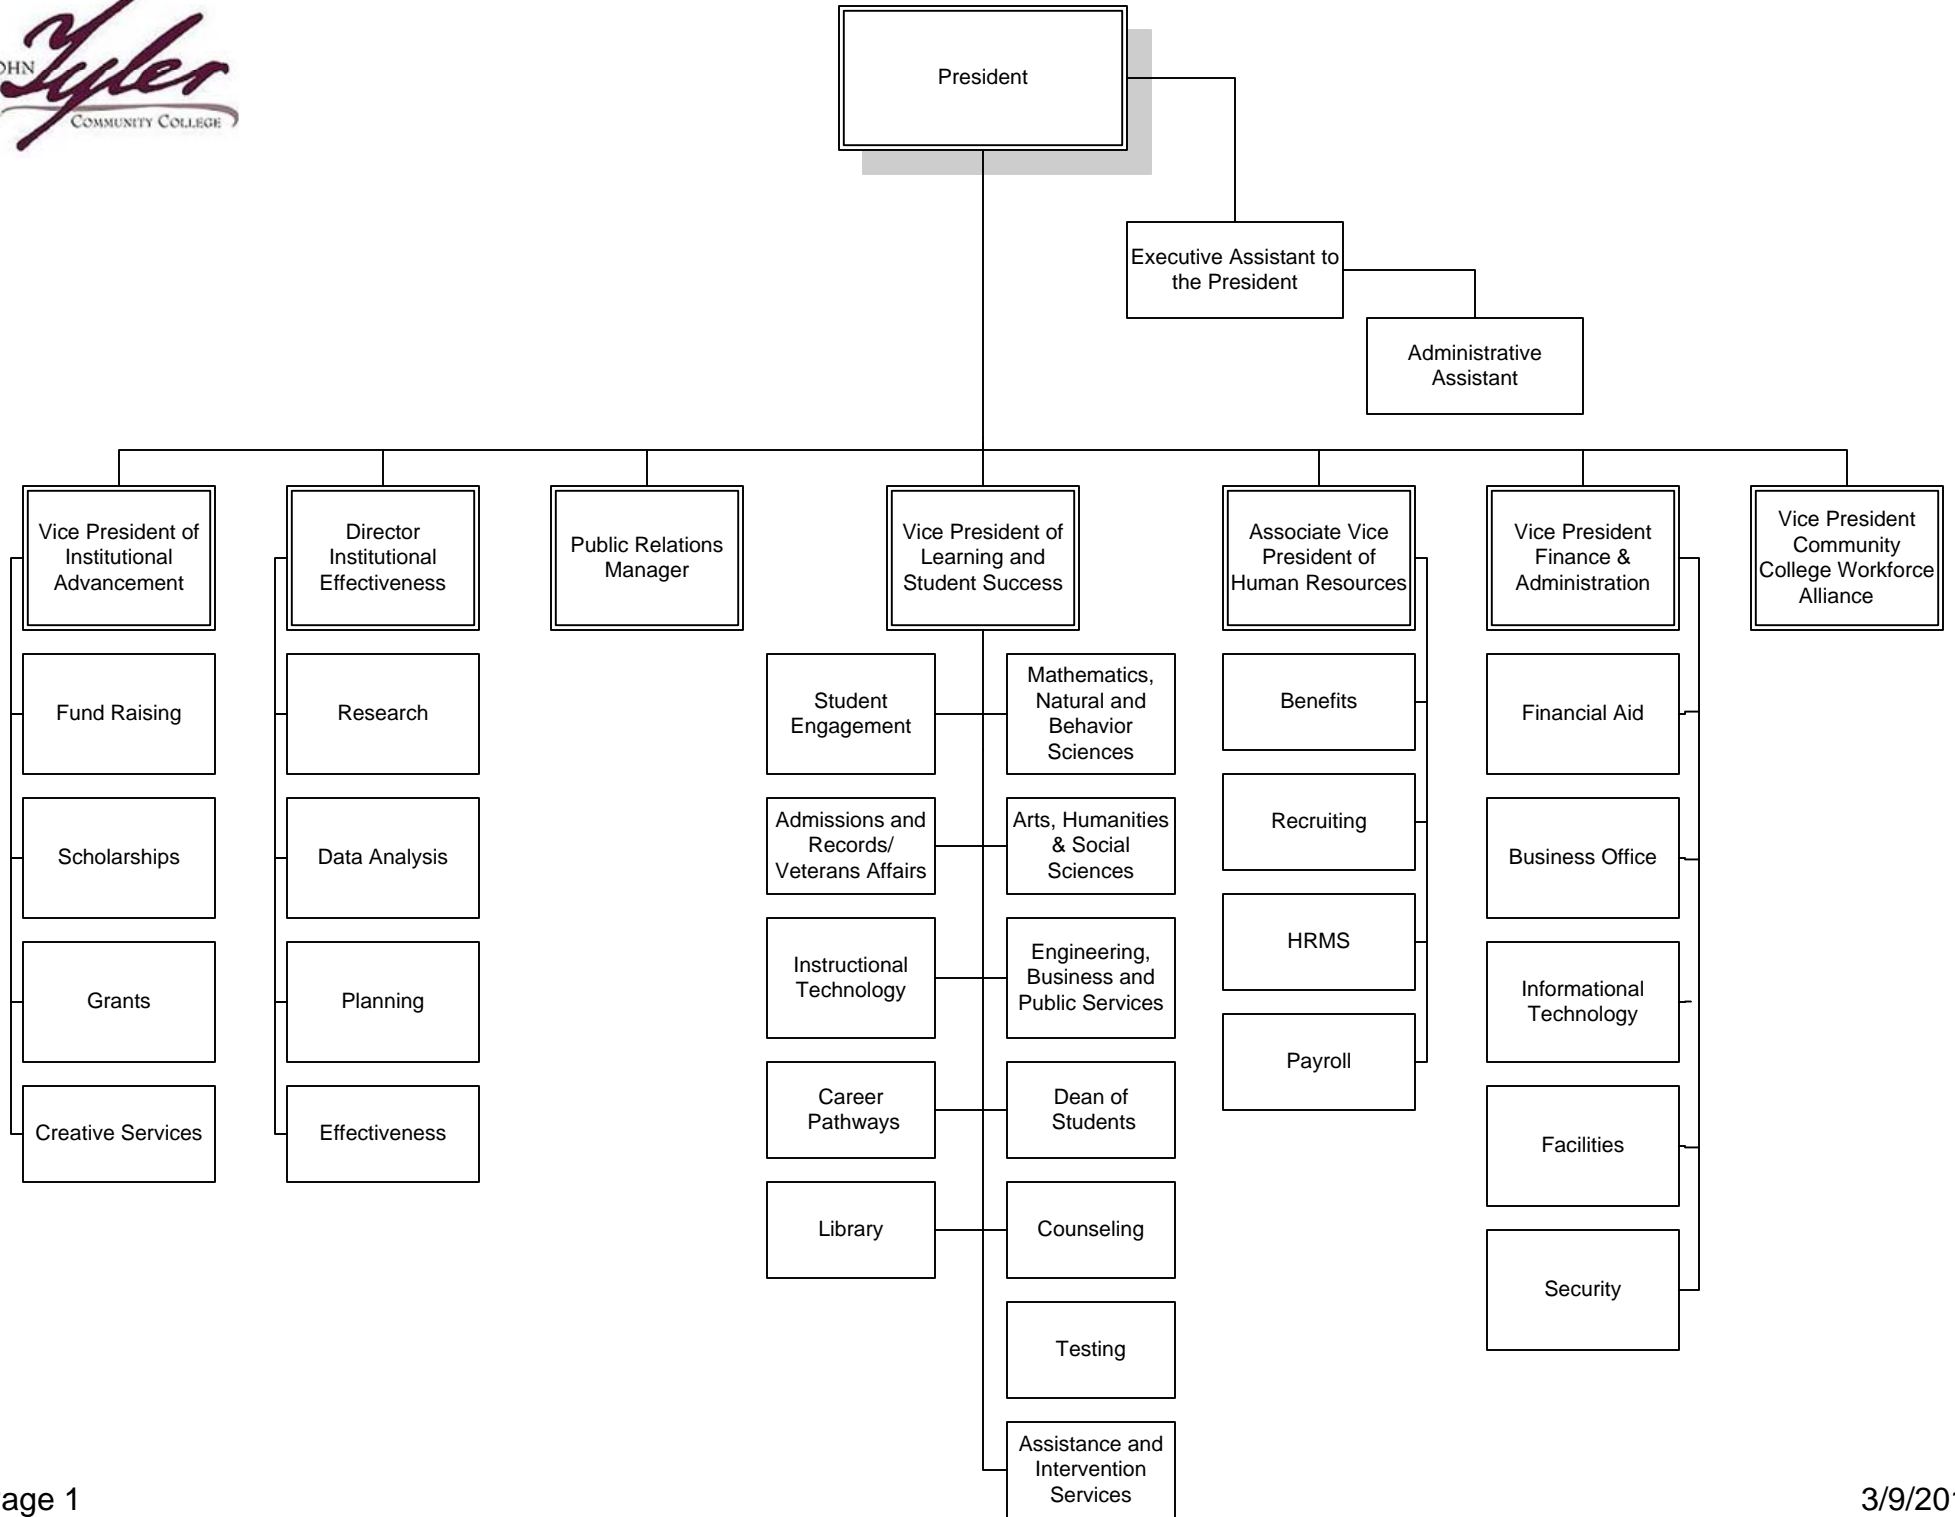 Tyler
COMMUNITY COLLEGE
President
Executive Assistant to
the President
Administrative
Assistant
Vice President of
Institutional
Advancement
Fund Raising
Scholarships
Grants
Creative Services
Director
Institutional
Effectiveness
Research
Data Analysis
Planning
Effectiveness
Public Relations
Manager
Vice President of
Learning and
Student Success
Student
Engagement
Admissions and
Records/
Veterans Affairs
Instructional
Technology
Career
Pathways
Library
Mathematics,
Natural and
Behavior
Sciences
Arts, Humanities
& Social
Sciences
Engineering,
Business and
Public Services
Dean of
Students
Counseling
Testing
Assistance and
Intervention
Services
Associate Vice
President of
Human Resources
Benefits
Recruiting
HRMS
Payroll
Vice President
Finance &
Administration
Financial Aid
Business Office
Informational
Technology
Facilities
Security
Vice President
Community
College Workforce
Alliance
age 1
3/9/20